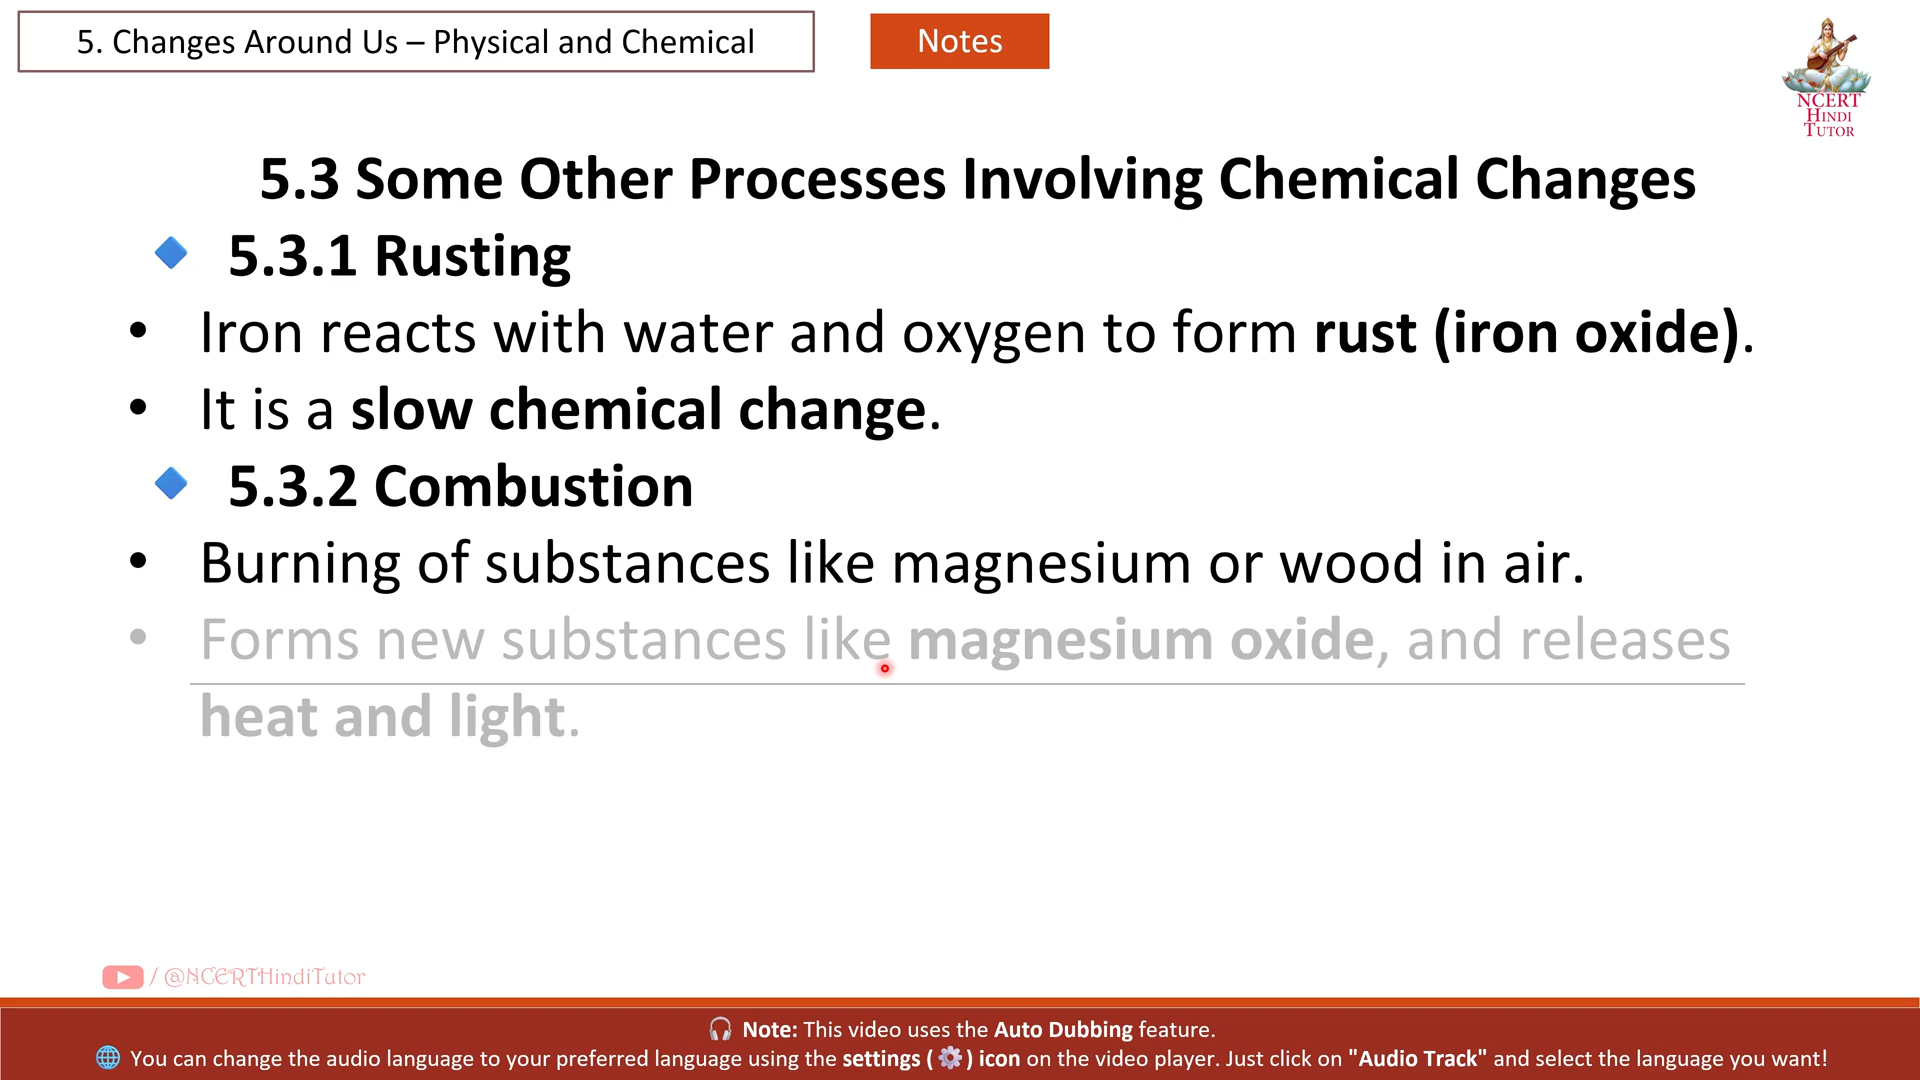 5. Changes Around Us – Physical and Chemical
Notes
NCERT
HINDI
TUTOR
5.3 Some Other Processes Involving Chemical Changes
🔹 5.3.1 Rusting
• Iron reacts with water and oxygen to form rust (iron oxide).
• It is a slow chemical change.
🔹 5.3.2 Combustion
• Burning of substances like magnesium or wood in air.
• Forms new substances like magnesium oxide, and releases
heat and light.
/ @NCERTHindiTutor
🎧 Note: This video uses the Auto Dubbing feature.
🌐 You can change the audio language to your preferred language using the settings ( ⚙️ ) icon on the video player. Just click on "Audio Track" and select the language you want!